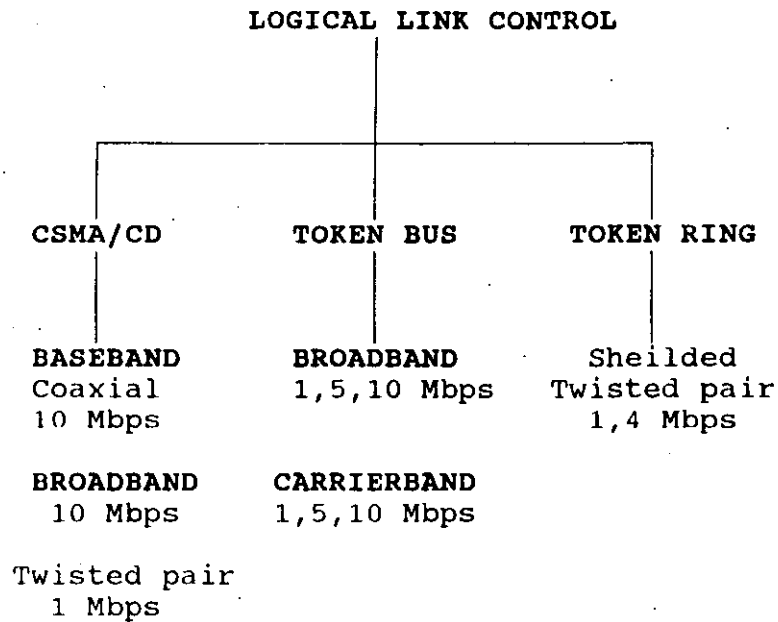 LOGICAL LINK CONTROL
CSMA/CD TOKEN BUS TOKEN RING
BASEBAND BROADBAND Sheilded
Coaxial 1,5,10 Mbps Twisted pair
10 Mbps 1,4 Mbps
BROADBAND CARRIERBAND
10 Mbps 1,5,10 Mbps
Twisted pair
1 Mbps